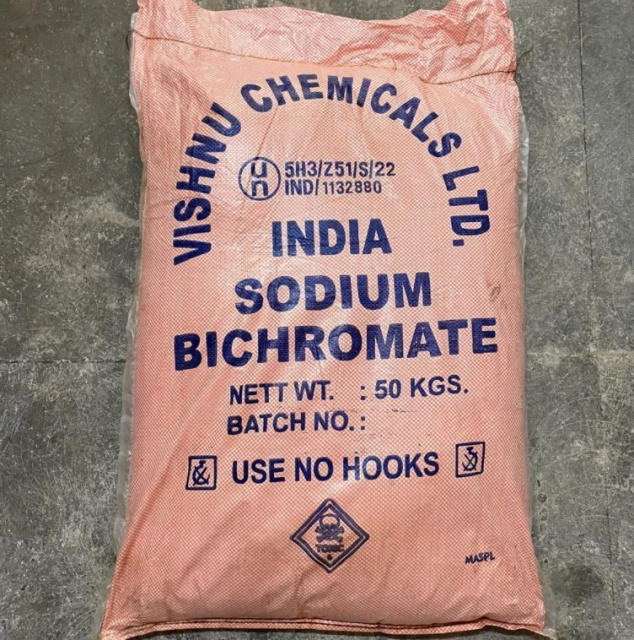 VISHNU CHEMICALS LTD.
un
5H3/Z51/S/22
IND/1132880
INDIA
SODIUM
BICHROMATE
NETT WT. : 50 KGS.
BATCH NO. :
USE NO HOOKS
TOXIC
6
MASPL